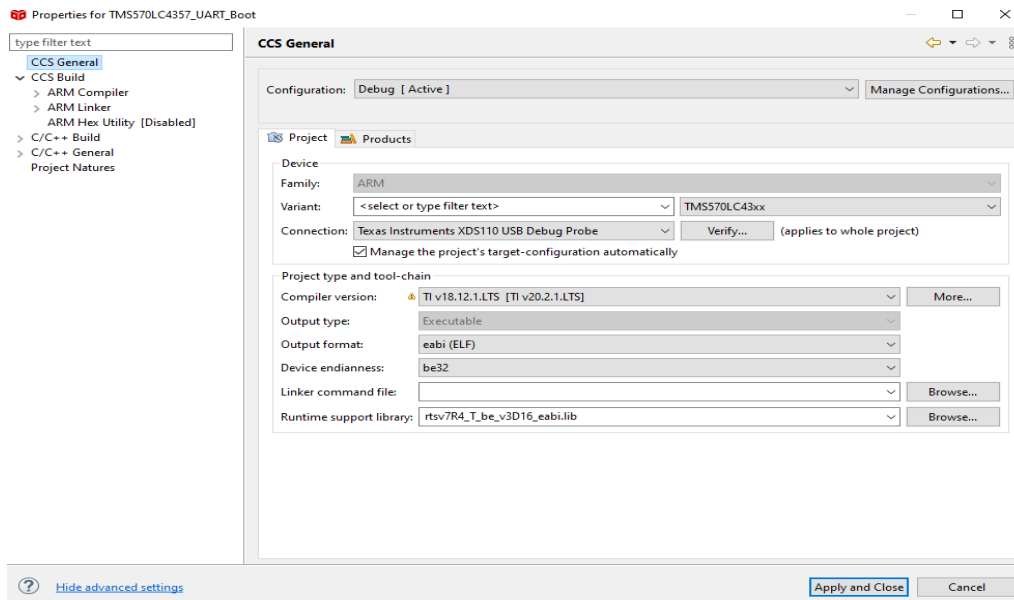 Properties for TMS570LC4357_UART_Boot
type filter text
CCS General
CCS Build
ARM Compiler
ARM Linker
ARM Hex Utility [Disabled]
C/C++ Build
C/C++ General
Project Natures
CCS General
Configuration: Debug [ Active ] Manage Configurations...
Project Products
Device
Family: ARM
Variant: <select or type filter text> TMS570LC43xx
Connection: Texas Instruments XDS110 USB Debug Probe Verify... (applies to whole project)
Manage the project's target-configuration automatically
Project type and tool-chain
Compiler version: TI v18.12.1.LTS [TI v20.2.1.LTS] More...
Output type: Executable
Output format: eabi (ELF)
Device endianness: be32
Linker command file: Browse...
Runtime support library: rtsv7R4_T_be_v3D16_eabi.lib Browse...
? Hide advanced settings Apply and Close Cancel